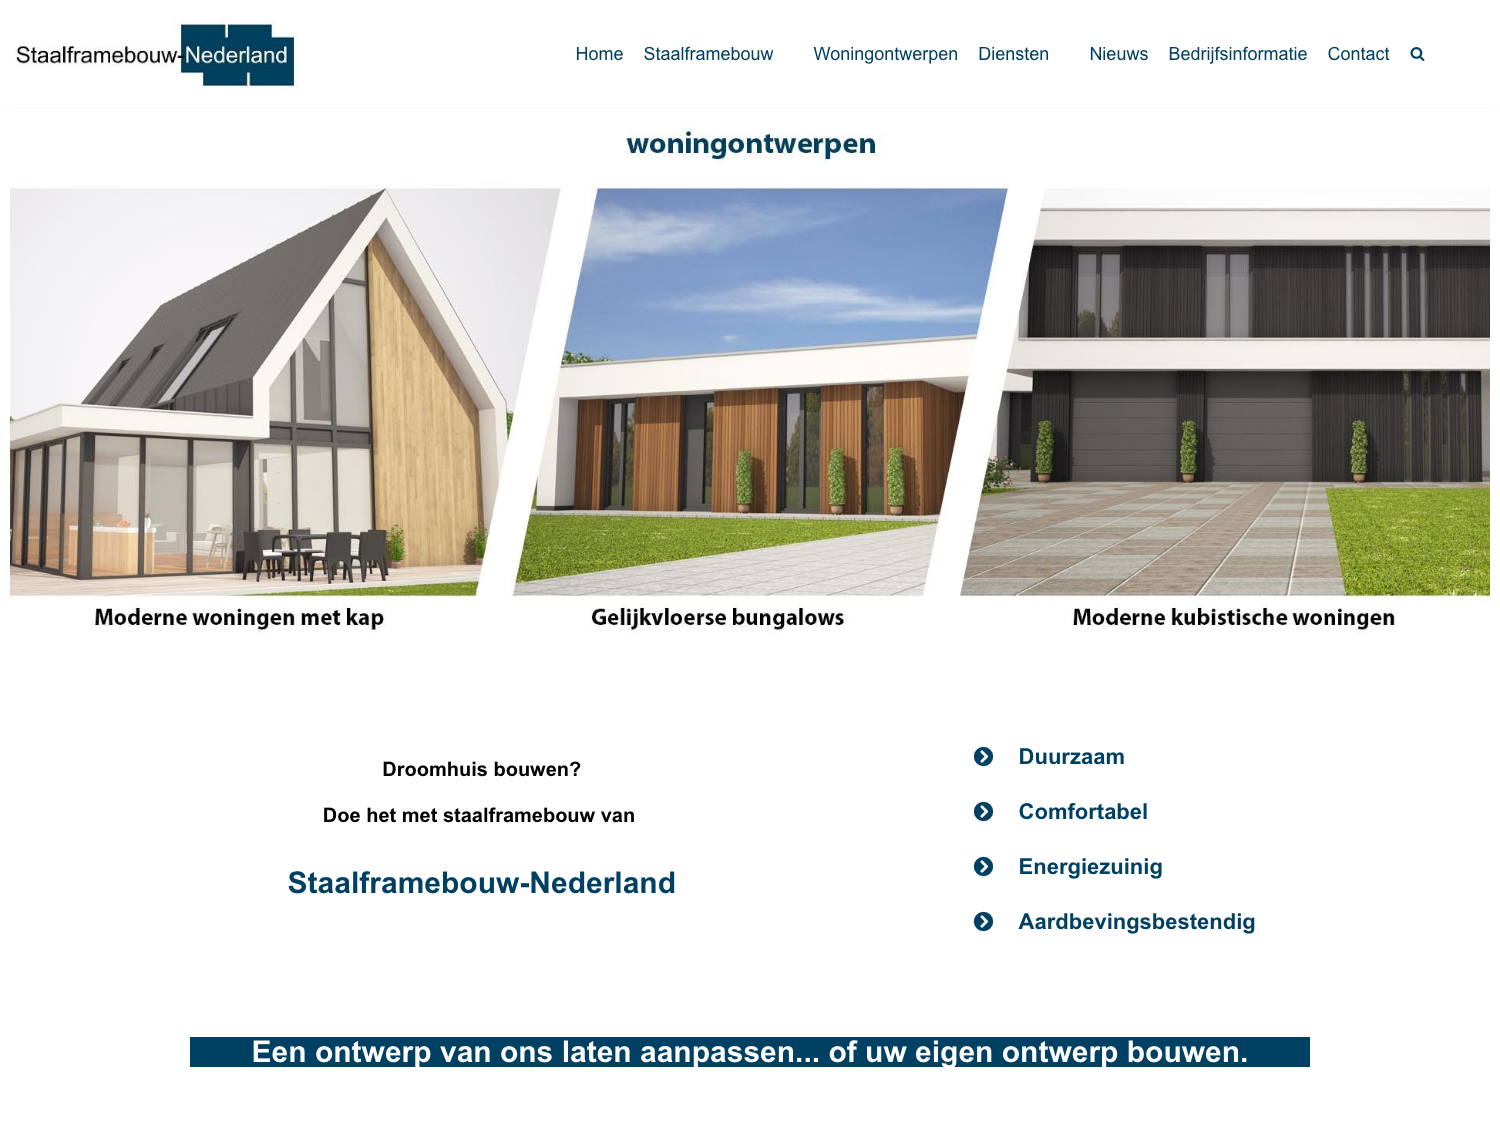 Staalframebouw-Nederland
Home Staalframebouw Woningontwerpen Diensten Nieuws Bedrijfsinformatie Contact
woningontwerpen
Moderne woningen met kap
Gelijkvloerse bungalows
Moderne kubistische woningen
Droomhuis bouwen?
Doe het met staalframebouw van
Staalframebouw-Nederland
Duurzaam
Comfortabel
Energiezuinig
Aardbevingsbestendig
Een ontwerp van ons laten aanpassen... of uw eigen ontwerp bouwen.